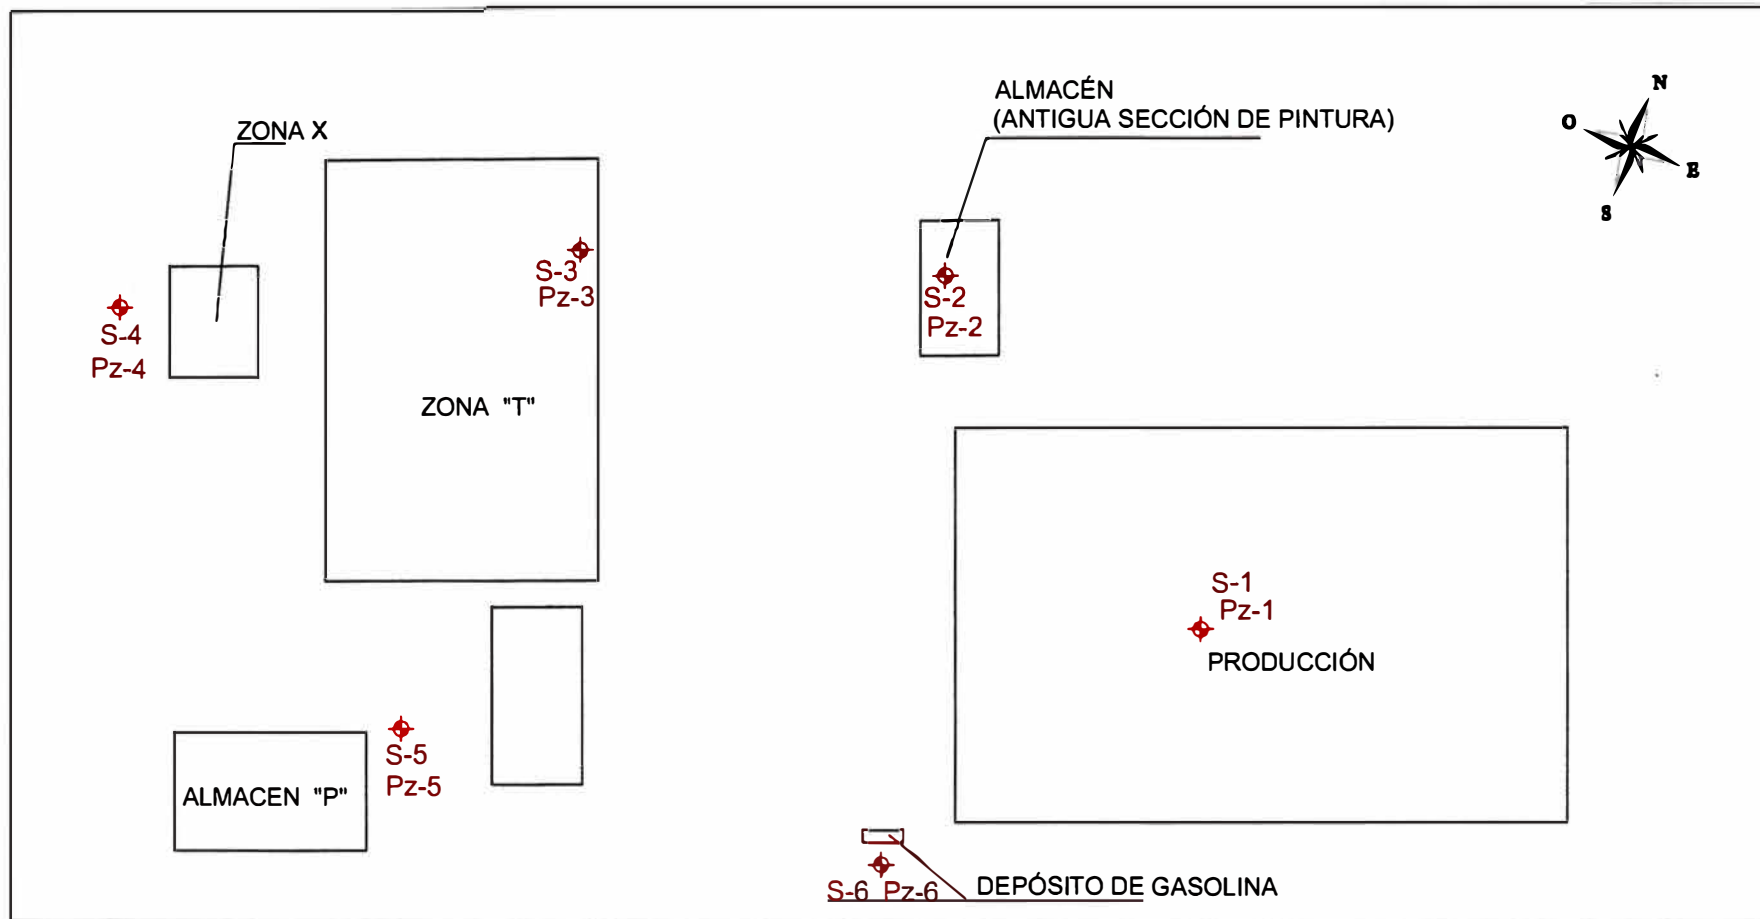 ALMACÉN
(ANTIGUA SECCIÓN DE PINTURA)
ZONA X
N
O
E
S
S-3
Pz-3
S-2
Pz-2
S-4
Pz-4
ZONA "T"
S-1
Pz-1
PRODUCCIÓN
S-5
Pz-5
ALMACEN "P"
S-6 Pz-6
DEPÓSITO DE GASOLINA